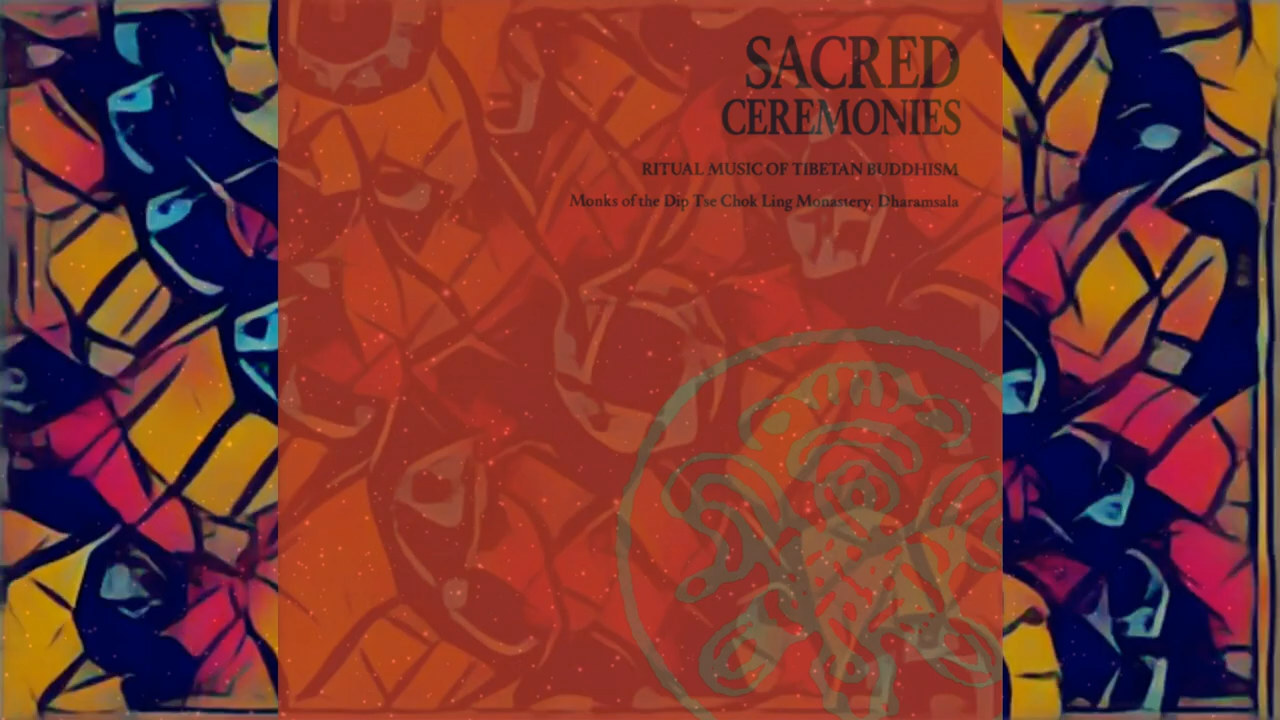 SACRED
CEREMONIES
RITUAL MUSIC OF TIBETAN BUDDHISM
Monks of the Dip Tse Chok Ling Monastery, Dharamsala